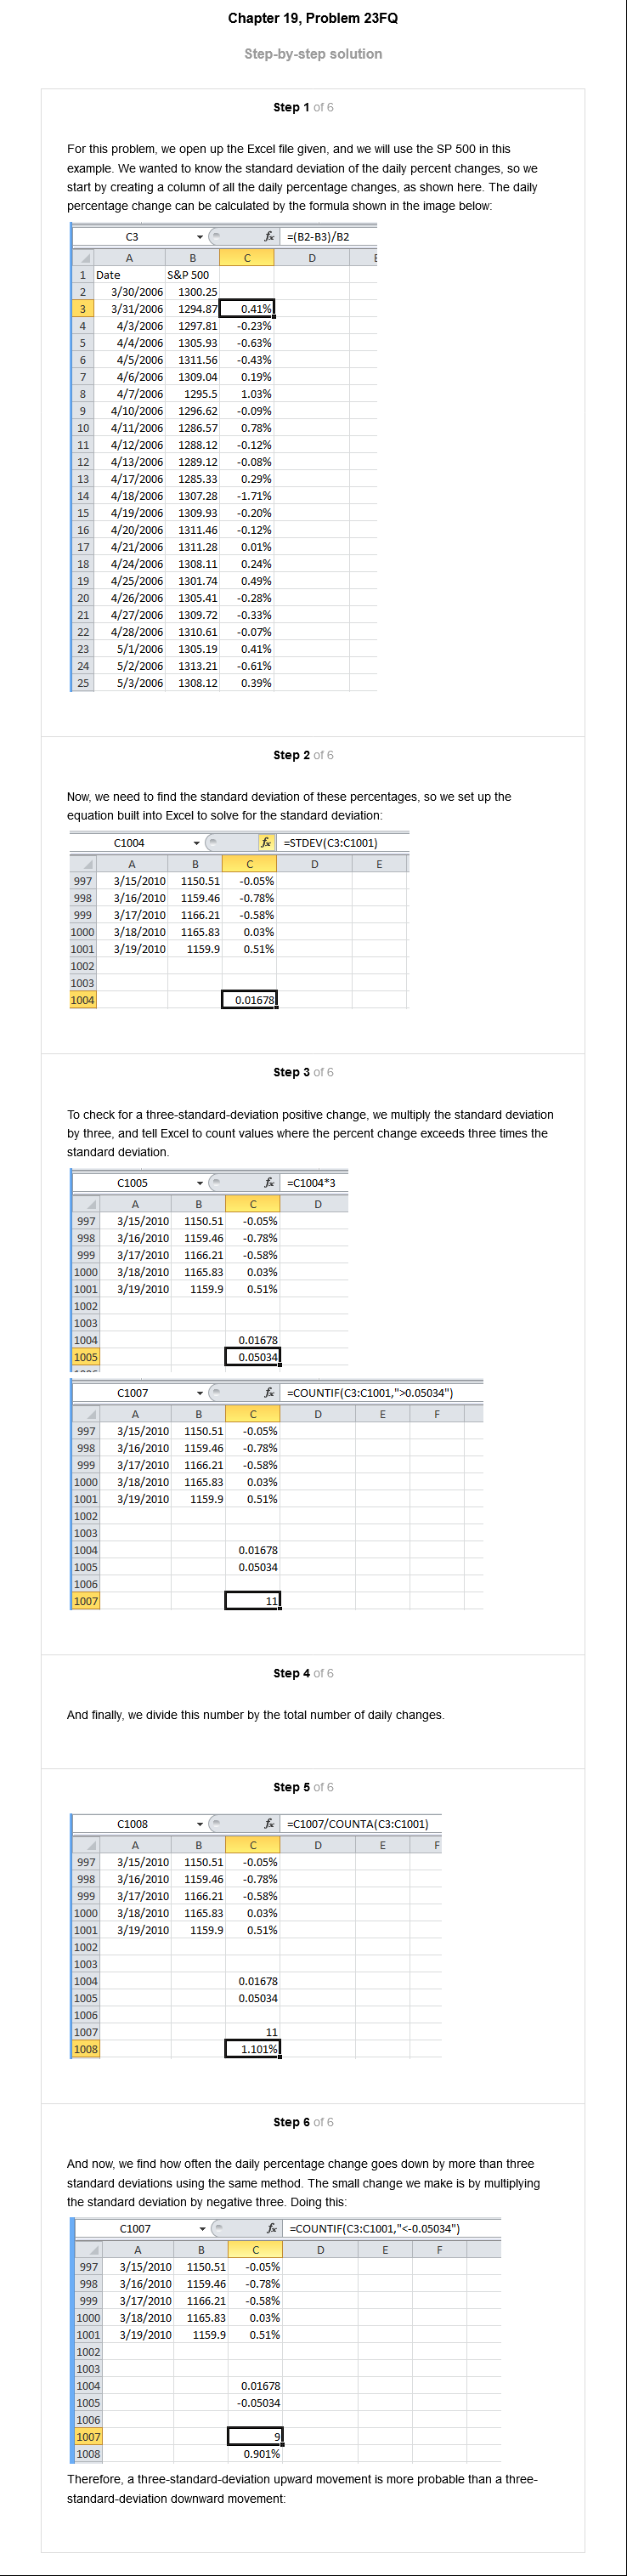 Chapter 19, Problem 23FQ
Step-by-step solution
Step 1 of 6
For this problem, we open up the Excel file given, and we will use the SP 500 in this
example. We wanted to know the standard deviation of the daily percent changes, so we
start by creating a column of all the daily percentage changes, as shown here. The daily
percentage change can be calculated by the formula shown in the image below:
C3 fx =(B2-B3)/B2
A B C D E
1 Date S&P 500
2 3/30/2006 1300.25
3 3/31/2006 1294.87 0.41%
4 4/3/2006 1297.81 -0.23%
5 4/4/2006 1305.93 -0.63%
6 4/5/2006 1311.56 -0.43%
7 4/6/2006 1309.04 0.19%
8 4/7/2006 1295.5 1.03%
9 4/10/2006 1296.62 -0.09%
10 4/11/2006 1286.57 0.78%
11 4/12/2006 1288.12 -0.12%
12 4/13/2006 1289.12 -0.08%
13 4/17/2006 1285.33 0.29%
14 4/18/2006 1307.28 -1.71%
15 4/19/2006 1309.93 -0.20%
16 4/20/2006 1311.46 -0.12%
17 4/21/2006 1311.28 0.01%
18 4/24/2006 1308.11 0.24%
19 4/25/2006 1301.74 0.49%
20 4/26/2006 1305.41 -0.28%
21 4/27/2006 1309.72 -0.33%
22 4/28/2006 1310.61 -0.07%
23 5/1/2006 1305.19 0.41%
24 5/2/2006 1313.21 -0.61%
25 5/3/2006 1308.12 0.39%
Step 2 of 6
Now, we need to find the standard deviation of these percentages, so we set up the
equation built into Excel to solve for the standard deviation:
C1004 fx =STDEV(C3:C1001)
A B C D E
997 3/15/2010 1150.51 -0.05%
998 3/16/2010 1159.46 -0.78%
999 3/17/2010 1166.21 -0.58%
1000 3/18/2010 1165.83 0.03%
1001 3/19/2010 1159.9 0.51%
1002
1003
1004 0.01678
Step 3 of 6
To check for a three-standard-deviation positive change, we multiply the standard deviation
by three, and tell Excel to count values where the percent change exceeds three times the
standard deviation.
C1005 fx =C1004*3
A B C D
997 3/15/2010 1150.51 -0.05%
998 3/16/2010 1159.46 -0.78%
999 3/17/2010 1166.21 -0.58%
1000 3/18/2010 1165.83 0.03%
1001 3/19/2010 1159.9 0.51%
1002
1003
1004 0.01678
1005 0.05034
C1007 fx =COUNTIF(C3:C1001,">0.05034")
A B C D E F
997 3/15/2010 1150.51 -0.05%
998 3/16/2010 1159.46 -0.78%
999 3/17/2010 1166.21 -0.58%
1000 3/18/2010 1165.83 0.03%
1001 3/19/2010 1159.9 0.51%
1002
1003
1004 0.01678
1005 0.05034
1006
1007 11
Step 4 of 6
And finally, we divide this number by the total number of daily changes.
Step 5 of 6
C1008 fx =C1007/COUNTA(C3:C1001)
A B C D E F
997 3/15/2010 1150.51 -0.05%
998 3/16/2010 1159.46 -0.78%
999 3/17/2010 1166.21 -0.58%
1000 3/18/2010 1165.83 0.03%
1001 3/19/2010 1159.9 0.51%
1002
1003
1004 0.01678
1005 0.05034
1006
1007 11
1008 1.101%
Step 6 of 6
And now, we find how often the daily percentage change goes down by more than three
standard deviations using the same method. The small change we make is by multiplying
the standard deviation by negative three. Doing this:
C1007 fx =COUNTIF(C3:C1001,"<-0.05034")
A B C D E F
997 3/15/2010 1150.51 -0.05%
998 3/16/2010 1159.46 -0.78%
999 3/17/2010 1166.21 -0.58%
1000 3/18/2010 1165.83 0.03%
1001 3/19/2010 1159.9 0.51%
1002
1003
1004 0.01678
1005 -0.05034
1006
1007 9
1008 0.901%
Therefore, a three-standard-deviation upward movement is more probable than a three-
standard-deviation downward movement: